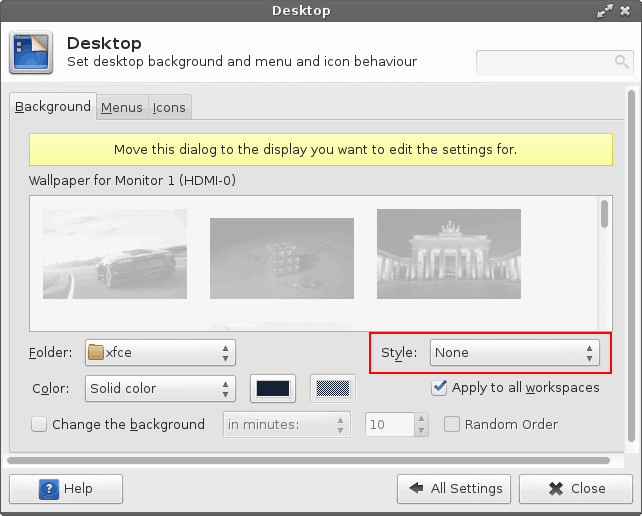 Desktop
Desktop
Set desktop background and menu and icon behaviour
Background Menus Icons
Move this dialog to the display you want to edit the settings for.
Wallpaper for Monitor 1 (HDMI-0)
Folder: xfce Style: None
Color: Solid color Apply to all workspaces
Change the background in minutes: 10 Random Order
? Help All Settings Close